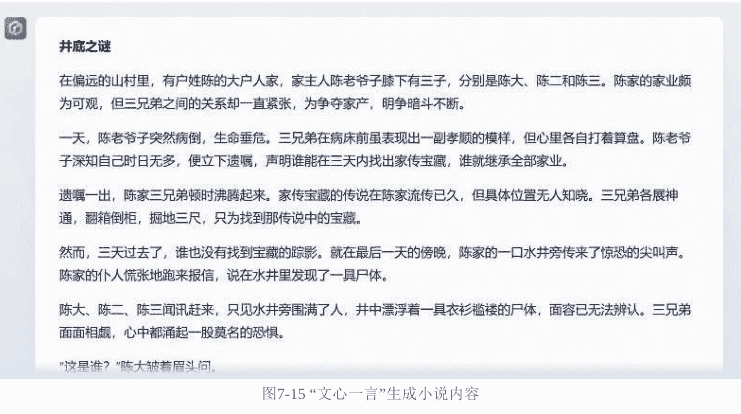 井底之谜
在偏远的山村里，有户姓陈的大户人家，家主人陈老爷子膝下有三子，分别是陈大、陈二和陈三。陈家的家业颇
为可观，但三兄弟之间的关系却一直紧张，为争夺家产，明争暗斗不断。
一天，陈老爷子突然病倒，生命垂危。三兄弟在病床前虽表现出一副孝顺的模样，但心里各自打着算盘。陈老爷
子深知自己时日无多，便立下遗嘱，声明谁能在三天内找出家传宝藏，谁就继承全部家业。
遗嘱一出，陈家三兄弟顿时沸腾起来。家传宝藏的传说在陈家流传已久，但具体位置无人知晓。三兄弟各展神
通，翻箱倒柜，掘地三尺，只为找到那传说中的宝藏。
然而，三天过去了，谁也没有找到宝藏的踪影。就在最后一天的傍晚，陈家的一口水井旁传来了惊恐的尖叫声。
陈家的仆人慌张地跑来报信，说在水井里发现了一具尸体。
陈大、陈二、陈三闻讯赶来，只见水井旁围满了人，井中漂浮着一具衣衫褴褛的尸体，面容已无法辨认。三兄弟
面面相觑，心中都涌起一股莫名的恐惧。
“这是谁？”陈大皱着眉头问。
图7-15 “文心一言”生成小说内容